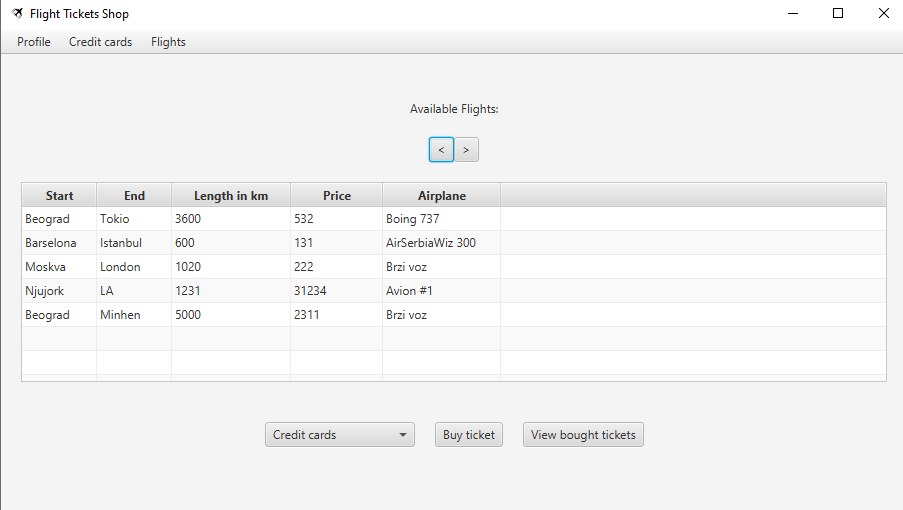 Flight Tickets Shop
Profile Credit cards Flights
Available Flights:
< >
Start End Length in km Price Airplane
Beograd Tokio 3600 532 Boing 737
Barselona Istanbul 600 131 AirSerbiaWiz 300
Moskva London 1020 222 Brzi voz
Njujork LA 1231 31234 Avion #1
Beograd Minhen 5000 2311 Brzi voz
Credit cards Buy ticket View bought tickets